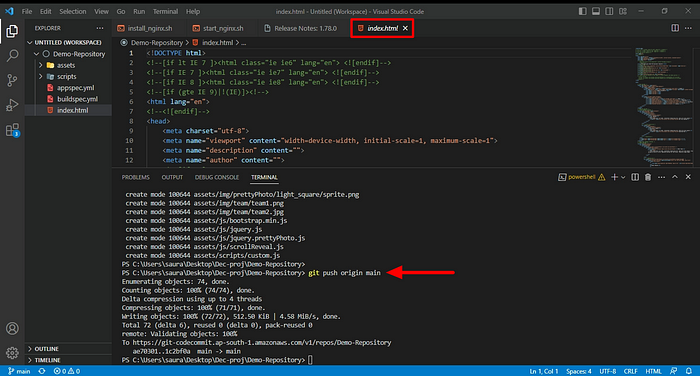 File Edit Selection View Go Run Terminal Help
index.html - Untitled (Workspace) - Visual Studio Code
EXPLORER
UNTITLED (WORKSPACE)
Demo-Repository
assets
scripts
appspec.yml
buildspec.yml
index.html
OUTLINE
TIMELINE
install_nginx.sh
start_nginx.sh
Release Notes: 1.78.0
index.html
Demo-Repository > index.html > ...
1 <!DOCTYPE html>
2 <!--[if lt IE 7 ]><html class="ie ie6" lang="en"> <![endif]-->
3 <!--[if IE 7 ]><html class="ie ie7" lang="en"> <![endif]-->
4 <!--[if IE 8 ]><html class="ie ie8" lang="en"> <![endif]-->
5 <!--[if (gte IE 9)|!(IE)]><!-->
6 <html lang="en">
7 <!--<![endif]-->
8 <head>
9 <meta charset="utf-8">
10 <meta name="viewport" content="width=device-width, initial-scale=1, maximum-scale=1">
11 <meta name="description" content="">
12 <meta name="author" content="">
PROBLEMS OUTPUT DEBUG CONSOLE TERMINAL
powershell
create mode 100644 assets/img/prettyPhoto/light_square/sprite.png
create mode 100644 assets/img/team/team1.png
create mode 100644 assets/img/team/team2.jpg
create mode 100644 assets/js/bootstrap.min.js
create mode 100644 assets/js/jquery.js
create mode 100644 assets/js/jquery.prettyPhoto.js
create mode 100644 assets/js/scrollReveal.js
create mode 100644 assets/scripts/custom.js
PS C:\Users\saura\Desktop\Dec-proj\Demo-Repository>
PS C:\Users\saura\Desktop\Dec-proj\Demo-Repository> git push origin main
Enumerating objects: 74, done.
Counting objects: 100% (74/74), done.
Delta compression using up to 4 threads
Compressing objects: 100% (71/71), done.
Writing objects: 100% (72/72), 512.50 KiB | 4.58 MiB/s, done.
Total 72 (delta 6), reused 0 (delta 0), pack-reused 0
remote: Validating objects: 100%
To https://git-codecommit.ap-south-1.amazonaws.com/v1/repos/Demo-Repository
ae70301..1c2bf0a main -> main
PS C:\Users\saura\Desktop\Dec-proj\Demo-Repository>
main 0 0 Ln 1, Col 1 Spaces: 4 UTF-8 CRLF HTML